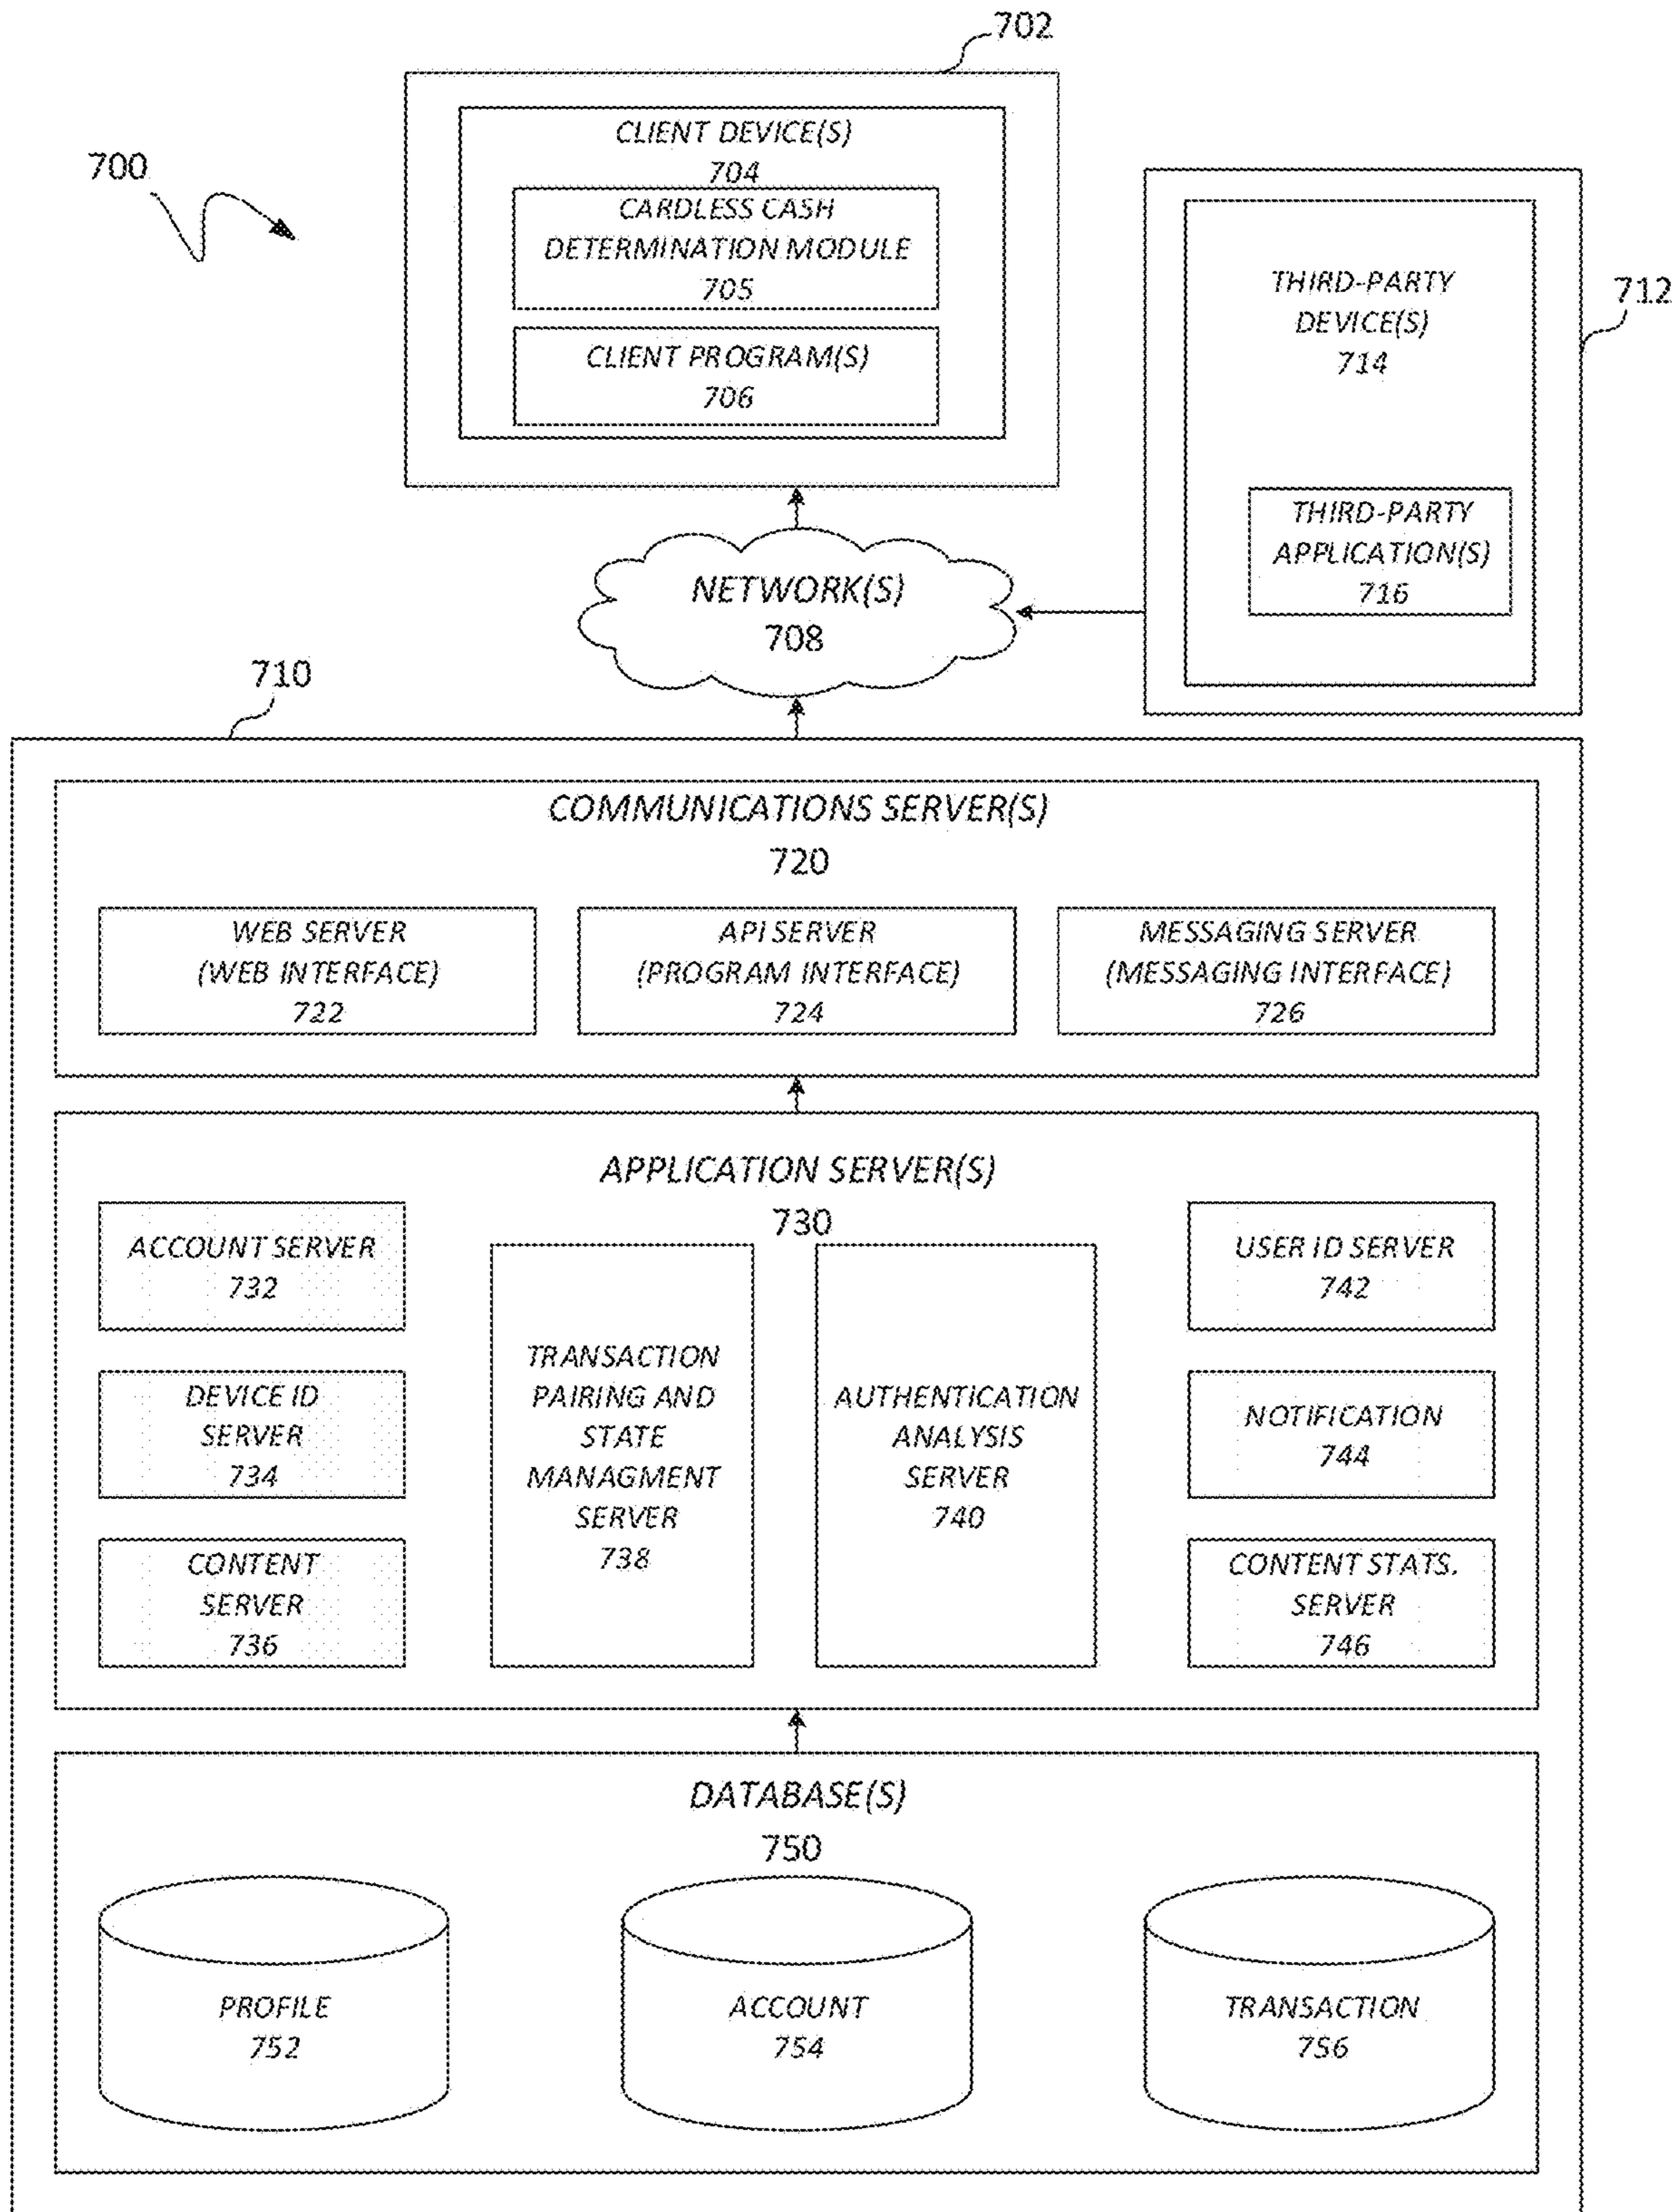 702
700
CLIENT DEVICE(S)
704
CARDLESS CASH
DETERMINATION MODULE
705
CLIENT PROGRAM(S)
706
712
THIRD-PARTY
DEVICE(S)
714
THIRD-PARTY
APPLICATION(S)
716
NETWORK(S)
708
710
COMMUNICATIONS SERVER(S)
720
WEB SERVER
(WEB INTERFACE)
722
API SERVER
(PROGRAM INTERFACE)
724
MESSAGING SERVER
(MESSAGING INTERFACE)
726
APPLICATION SERVER(S)
730
ACCOUNT SERVER
732
DEVICE ID
SERVER
734
CONTENT
SERVER
736
TRANSACTION
PAIRING AND
STATE
MANAGMENT
SERVER
738
AUTHENTICATION
ANALYSIS
SERVER
740
USER ID SERVER
742
NOTIFICATION
744
CONTENT STATS.
SERVER
746
DATABASE(S)
750
PROFILE
752
ACCOUNT
754
TRANSACTION
756